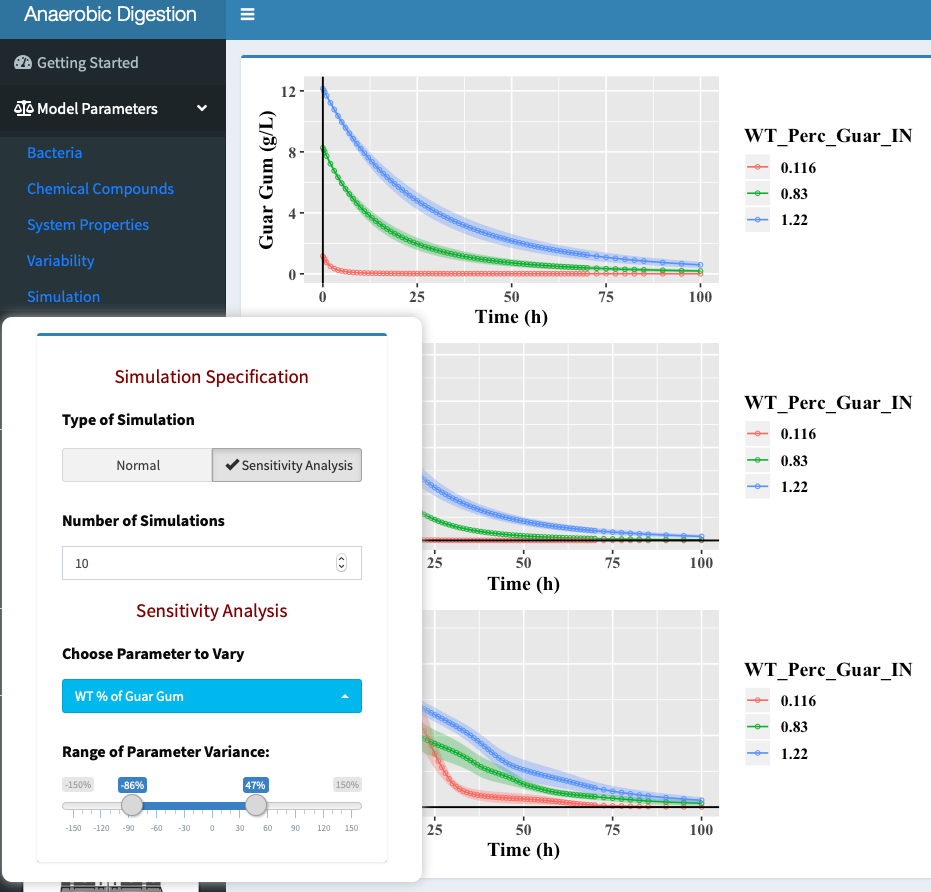 Anaerobic Digestion
Getting Started
Model Parameters
Bacteria
Chemical Compounds
System Properties
Variability
Simulation
Guar Gum (g/L)
12
8
4
0
0 25 50 75 100
Time (h)
WT_Perc_Guar_IN
0.116
0.83
1.22
25 50 75 100
Time (h)
WT_Perc_Guar_IN
0.116
0.83
1.22
25 50 75 100
Time (h)
WT_Perc_Guar_IN
0.116
0.83
1.22
Simulation Specification
Type of Simulation
Normal Sensitivity Analysis
Number of Simulations
10
Sensitivity Analysis
Choose Parameter to Vary
WT % of Guar Gum
Range of Parameter Variance:
-150% -86% 47% 150%
-150 -120 -90 -60 -30 0 30 60 90 120 150